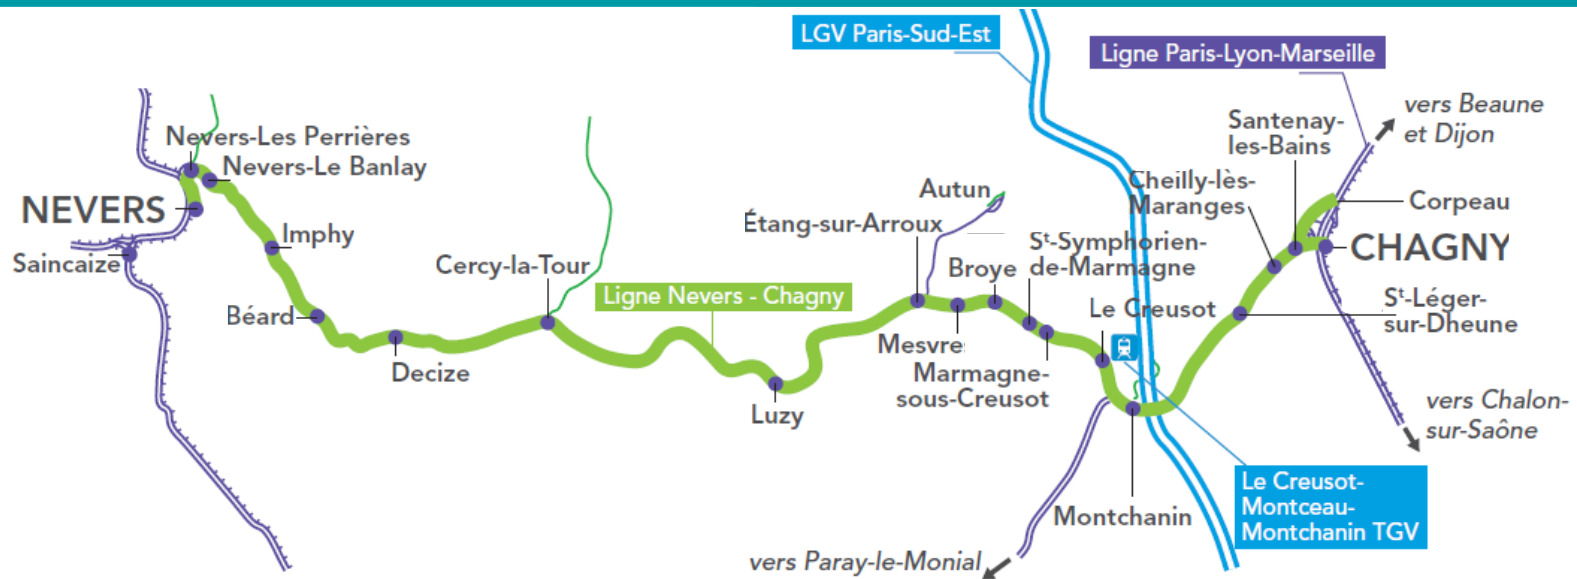 LGV Paris-Sud-Est
Ligne Paris-Lyon-Marseille
vers Beaune
et Dijon
Santenay-
les-Bains
Nevers-Les Perrières
Nevers-Le Banlay
Cheilly-lès-
Maranges
Autun
Corpeau
NEVERS
Étang-sur-Arroux
Imphy
St-Symphorien-
de-Marmagne
CHAGNY
Saincaize
Cercy-la-Tour
Broye
Ligne Nevers - Chagny
Le Creusot
St-Léger-
sur-Dheune
Béard
Mesvre
Decize
Marmagne-
sous-Creusot
Luzy
vers Chalon-
sur-Saône
Le Creusot-
Montceau-
Montchanin TGV
Montchanin
vers Paray-le-Monial